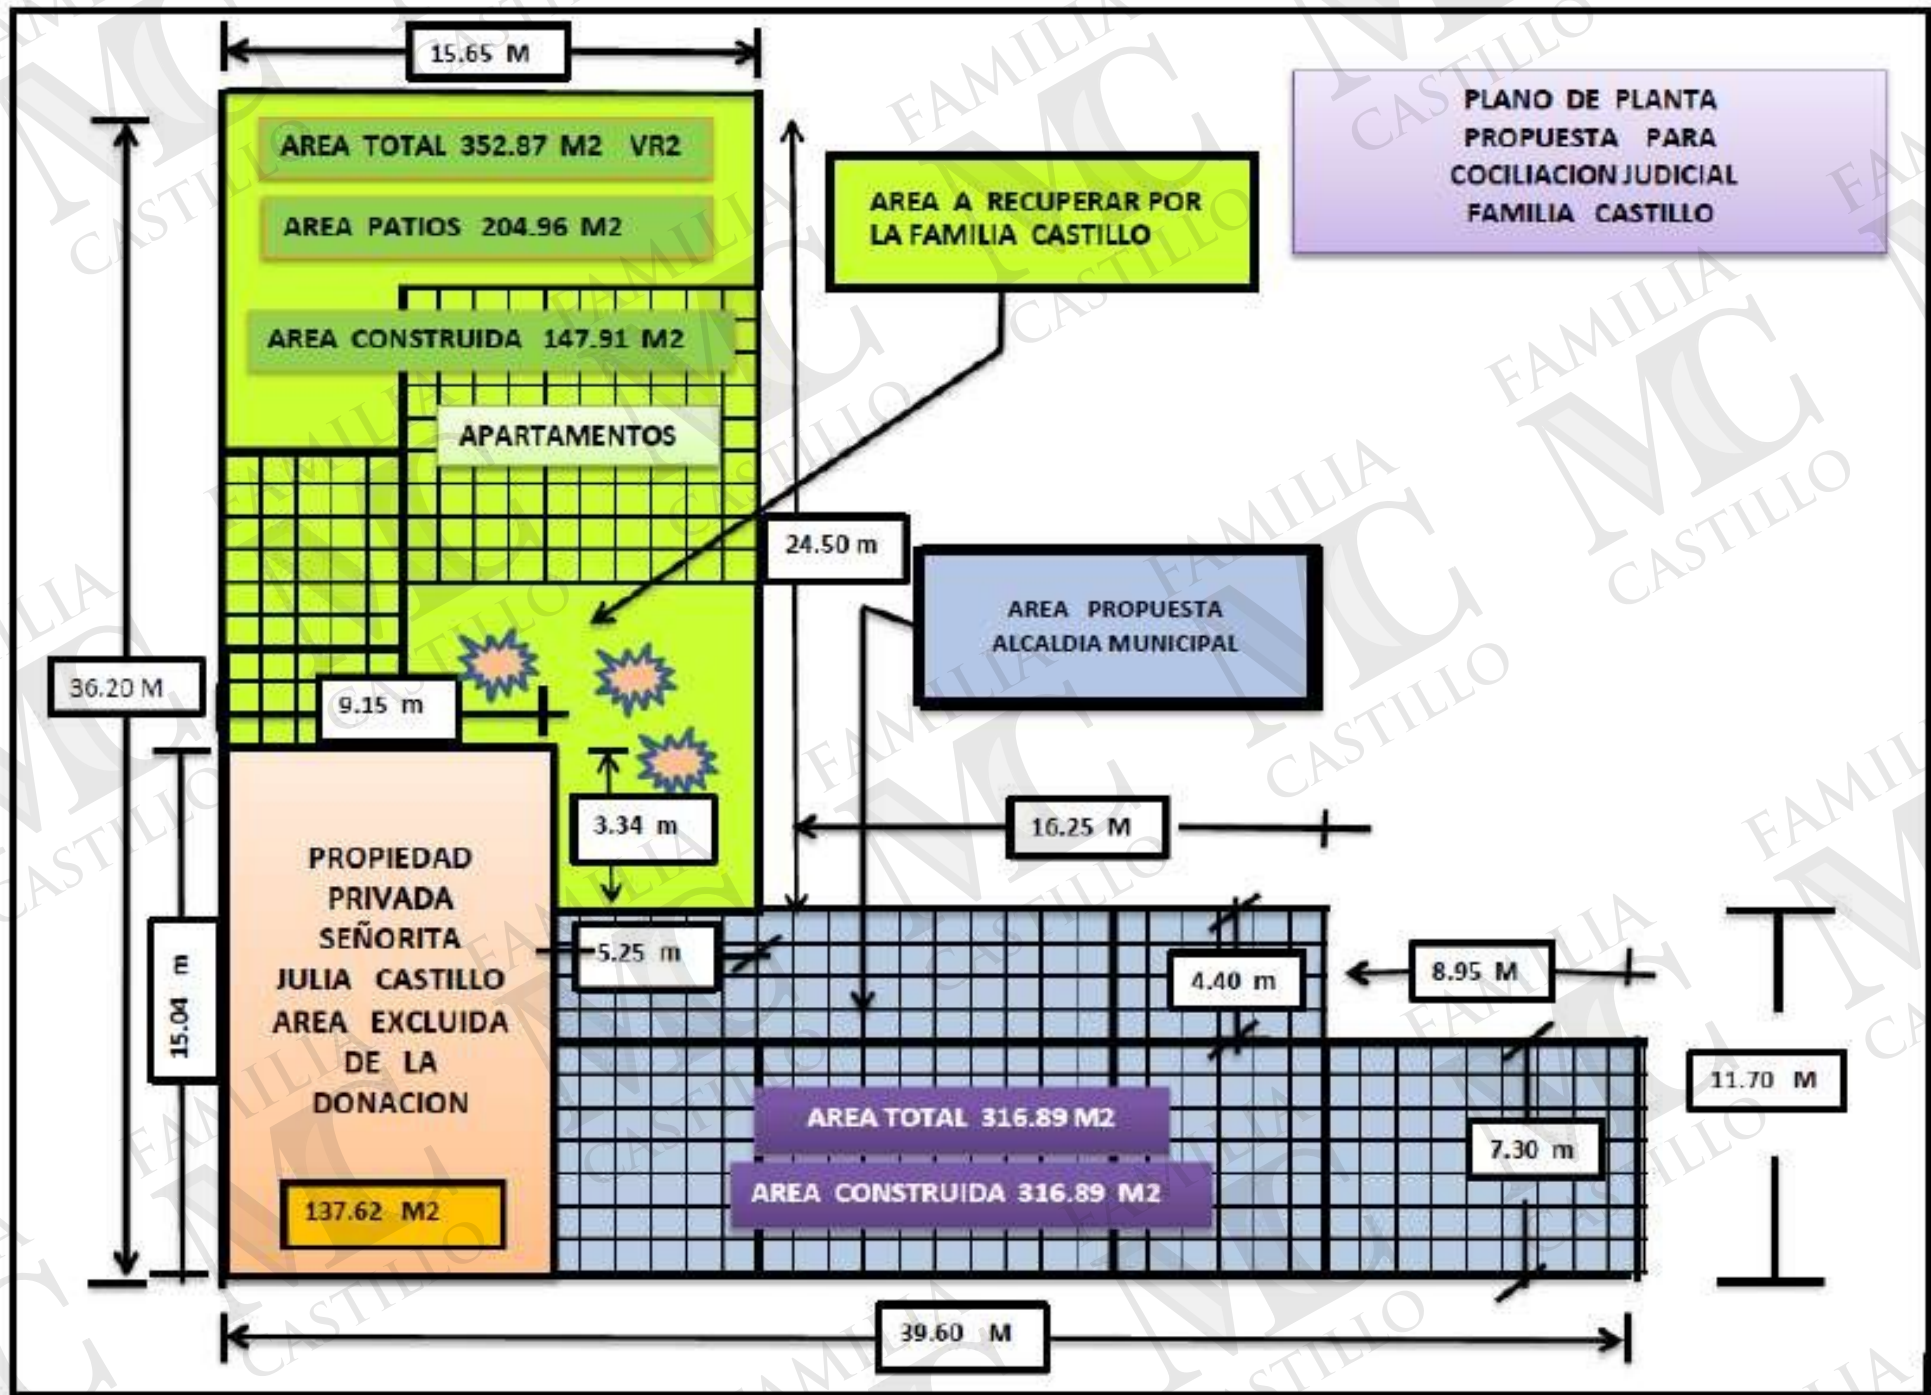 15.65 M
PLANO DE PLANTA
PROPUESTA PARA
COCILIACION JUDICIAL
FAMILIA CASTILLO
AREA TOTAL 352.87 M2 VR2
AREA PATIOS 204.96 M2
AREA A RECUPERAR POR
LA FAMILIA CASTILLO
AREA CONSTRUIDA 147.91 M2
APARTAMENTOS
24.50 m
AREA PROPUESTA
ALCALDIA MUNICIPAL
36.20 M
9.15 m
3.34 m
16.25 M
PROPIEDAD
PRIVADA
SEÑORITA
JULIA CASTILLO
AREA EXCLUIDA
DE LA
DONACION
137.62 M2
15.04 m
5.25 m
4.40 m
8.95 M
11.70 M
7.30 m
AREA TOTAL 316.89 M2
AREA CONSTRUIDA 316.89 M2
39.60 M
FAMILIA
MC
CASTILLO